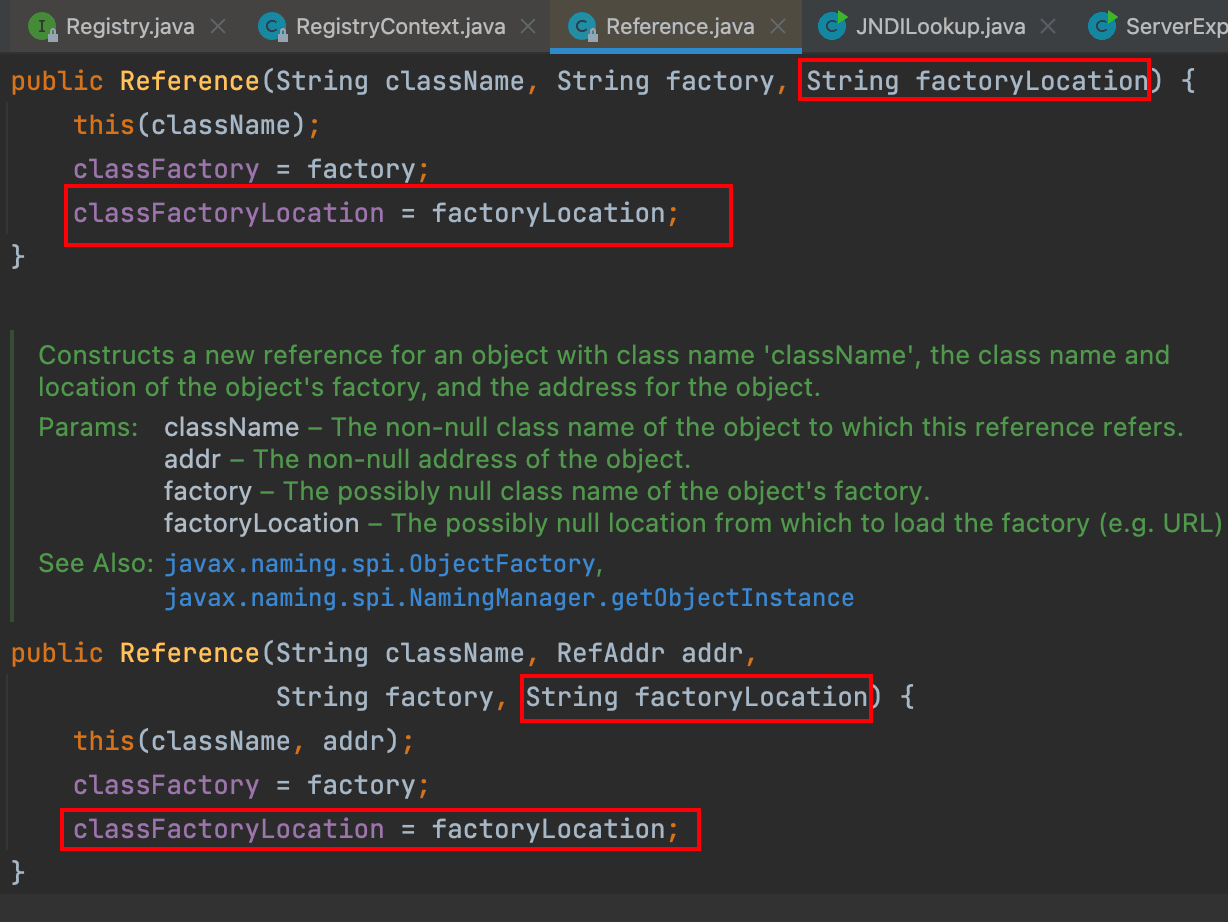 Registry.java RegistryContext.java Reference.java JNDILookup.java ServerExp
public Reference(String className, String factory, String factoryLocation) {
this(className);
classFactory = factory;
classFactoryLocation = factoryLocation;
}
Constructs a new reference for an object with class name 'className', the class name and
location of the object's factory, and the address for the object.
Params: className – The non-null class name of the object to which this reference refers.
addr – The non-null address of the object.
factory – The possibly null class name of the object's factory.
factoryLocation – The possibly null location from which to load the factory (e.g. URL)
See Also: javax.naming.spi.ObjectFactory,
javax.naming.spi.NamingManager.getObjectInstance
public Reference(String className, RefAddr addr,
String factory, String factoryLocation) {
this(className, addr);
classFactory = factory;
classFactoryLocation = factoryLocation;
}